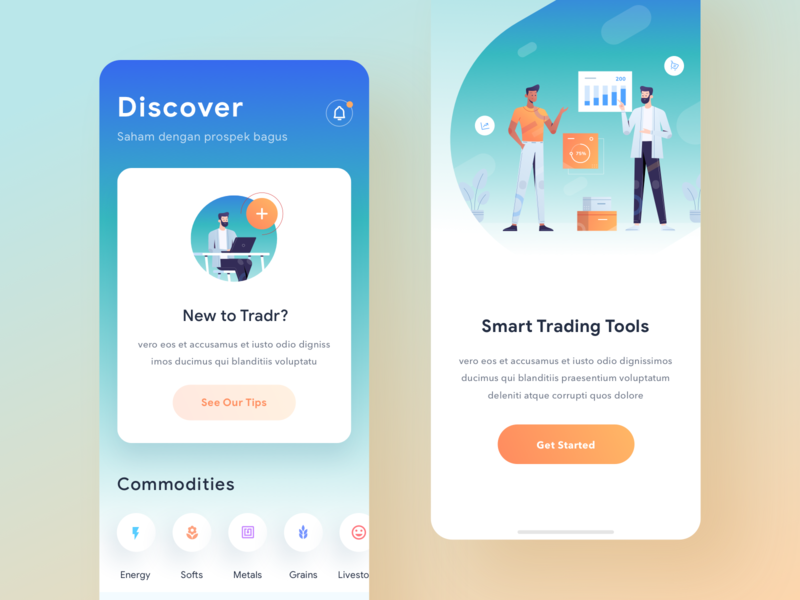 Discover
Saham dengan prospek bagus
New to Tradr?
vero eos et accusamus et iusto odio digniss
imos ducimus qui blanditiis voluptatu
See Our Tips
Commodities
Energy
Softs
Metals
Grains
Livesto
200
75%
Smart Trading Tools
vero eos et accusamus et iusto odio dignissimos
ducimus qui blanditiis praesentium voluptatum
deleniti atque corrupti quos dolore
Get Started